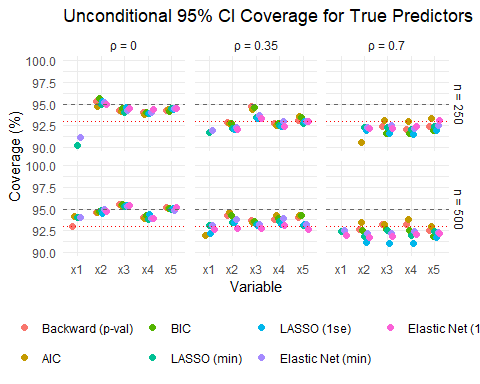 Unconditional 95% CI Coverage for True Predictors
ρ = 0
ρ = 0.35
ρ = 0.7
100.0
97.5
95.0
92.5
90.0
n = 250
100.0
97.5
95.0
92.5
90.0
n = 500
Coverage (%)
x1 x2 x3 x4 x5
x1 x2 x3 x4 x5
x1 x2 x3 x4 x5
Variable
Backward (p-val)
BIC
LASSO (1se)
Elastic Net (1
AIC
LASSO (min)
Elastic Net (min)